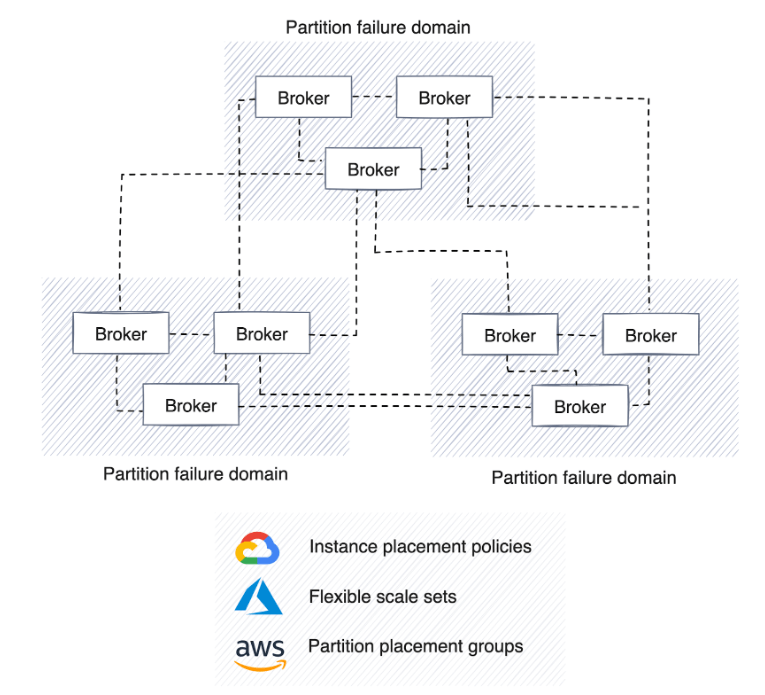 Partition failure domain
Broker
Broker
Broker
Broker
Broker
Broker
Partition failure domain
Broker
Broker
Broker
Partition failure domain
Instance placement policies
Flexible scale sets
aws
Partition placement groups